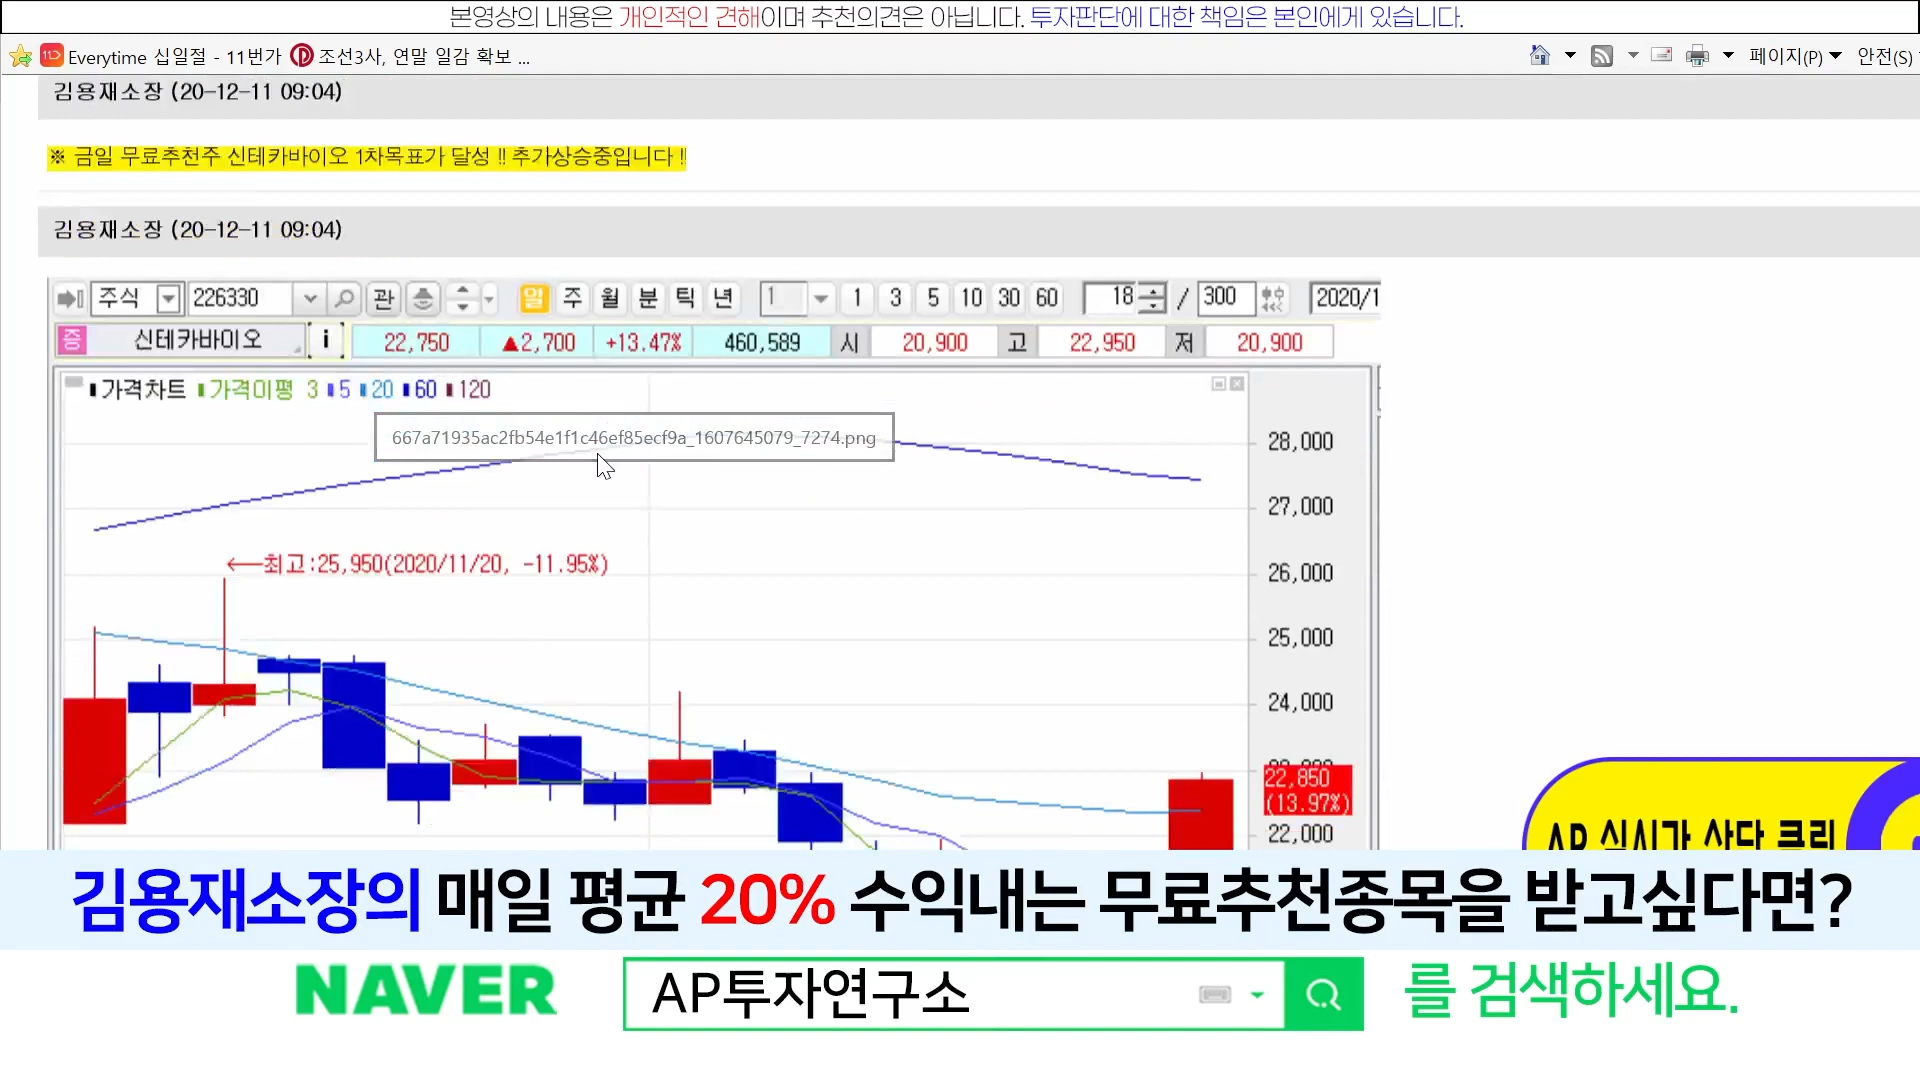 본영상의 내용은 개인적인 견해이며 추천의견은 아닙니다. 투자판단에 대한 책임은 본인에게 있습니다.
Everytime 십일절 - 11번가 조선3사, 연말 일감 확보 ... 페이지(P) 안전(S)
김용재소장 (20-12-11 09:04)
※ 금일 무료추천주 신테카바이오 1차목표가 달성 !! 추가상승중입니다 !!
김용재소장 (20-12-11 09:04)
주식 226330 관 일 주 월 분 틱 년 1 1 3 5 10 30 60 18 / 300 2020/1
증 신테카바이오 i 22,750 ▲2,700 +13.47% 460,589 시 20,900 고 22,950 저 20,900
가격차트 가격이평 3 5 20 60 120
667a71935ac2fb54e1f1c46ef85ecf9a_1607645079_7274.png
28,000
27,000
←최고:25,950(2020/11/20, -11.95%)
26,000
25,000
24,000
22,850
(13.97%)
22,000
AP 실시간 상단 클릭
김용재소장의 매일 평균 20% 수익내는 무료추천종목을 받고싶다면?
NAVER AP투자연구소 를 검색하세요.